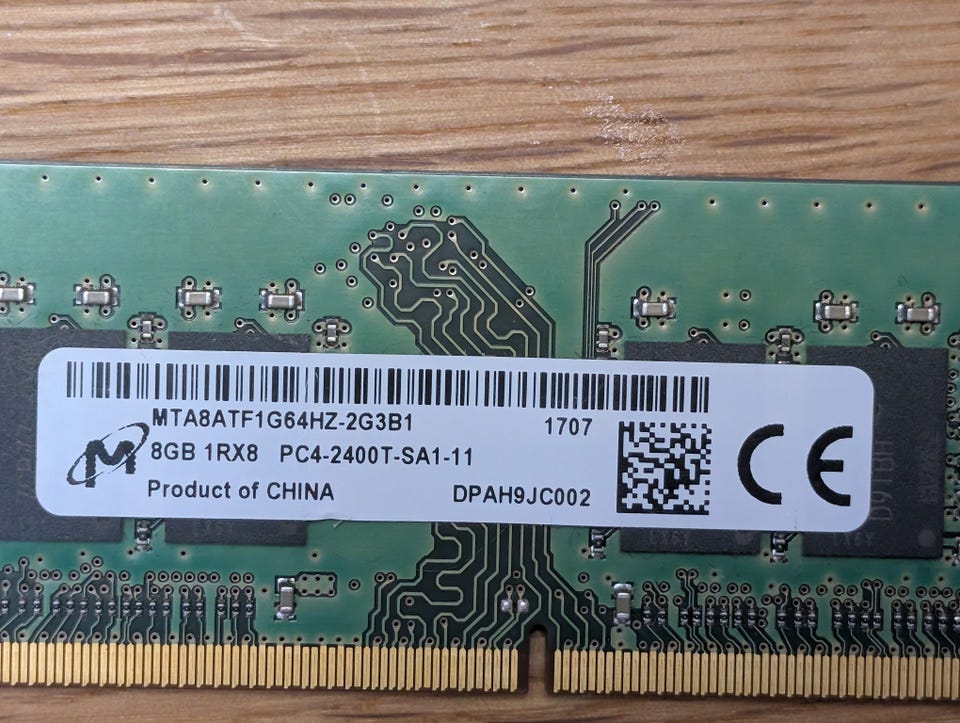 MTA8ATF1G64HZ-2G3B1 1707
8GB 1RX8 PC4-2400T-SA1-11
Product of CHINA DPAH9JC002
CE